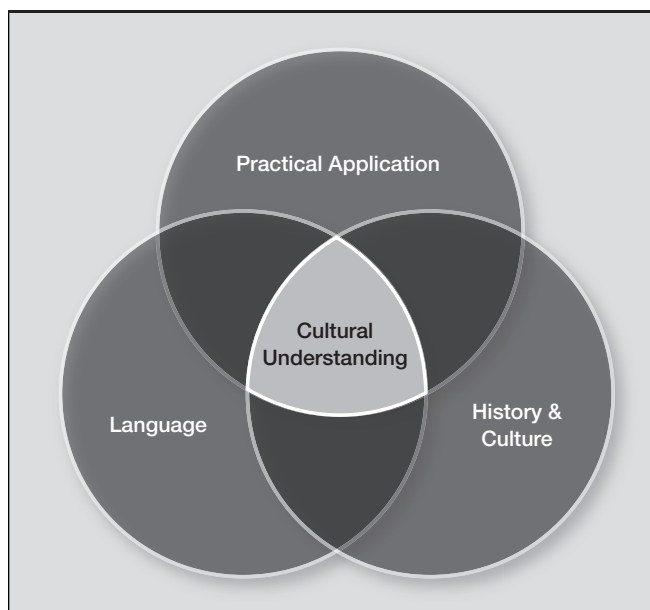 Practical Application
Cultural
Understanding
Language
History &
Culture